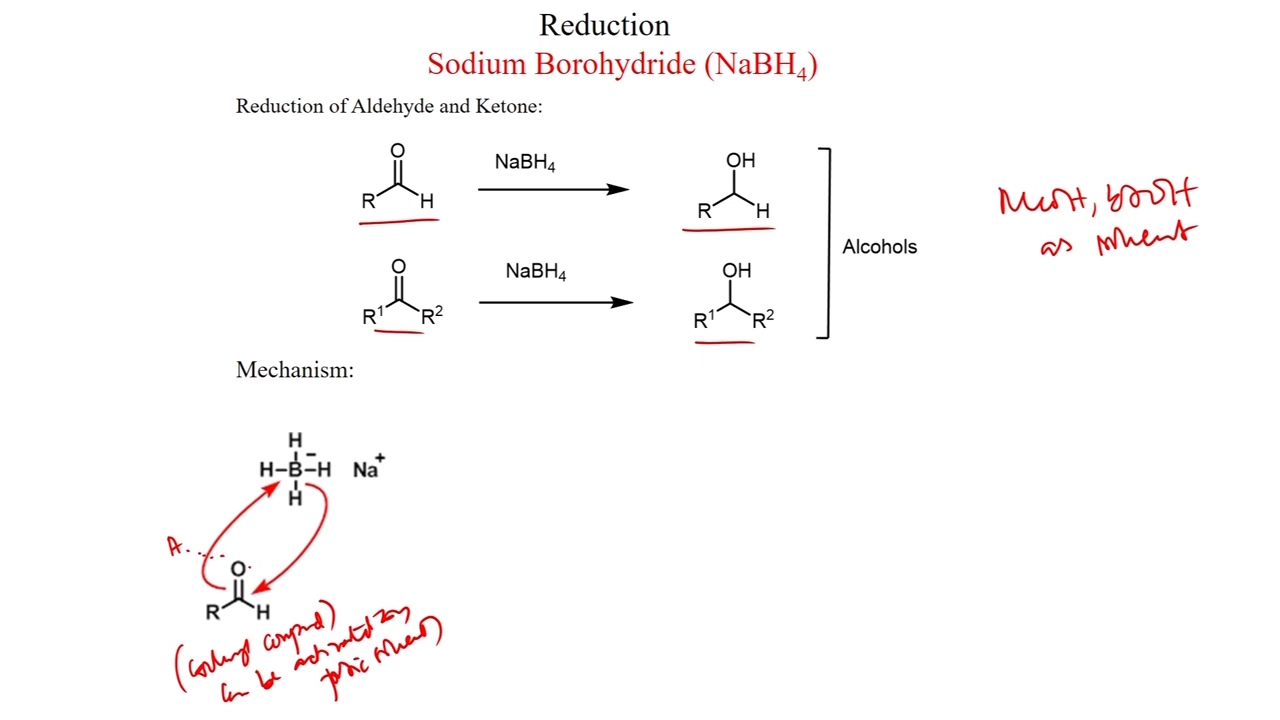 Reduction
Sodium Borohydride (NaBH4)
Reduction of Aldehyde and Ketone:
O
NaBH4
OH
R
H
R
H
MeOH, EtOH
as solvent
Alcohols
O
NaBH4
OH
R1
R2
R1
R2
Mechanism:
H
H-B-H
Na+
H
O
R
H
(carbonyl compound)
can be activated by
protic solvent)